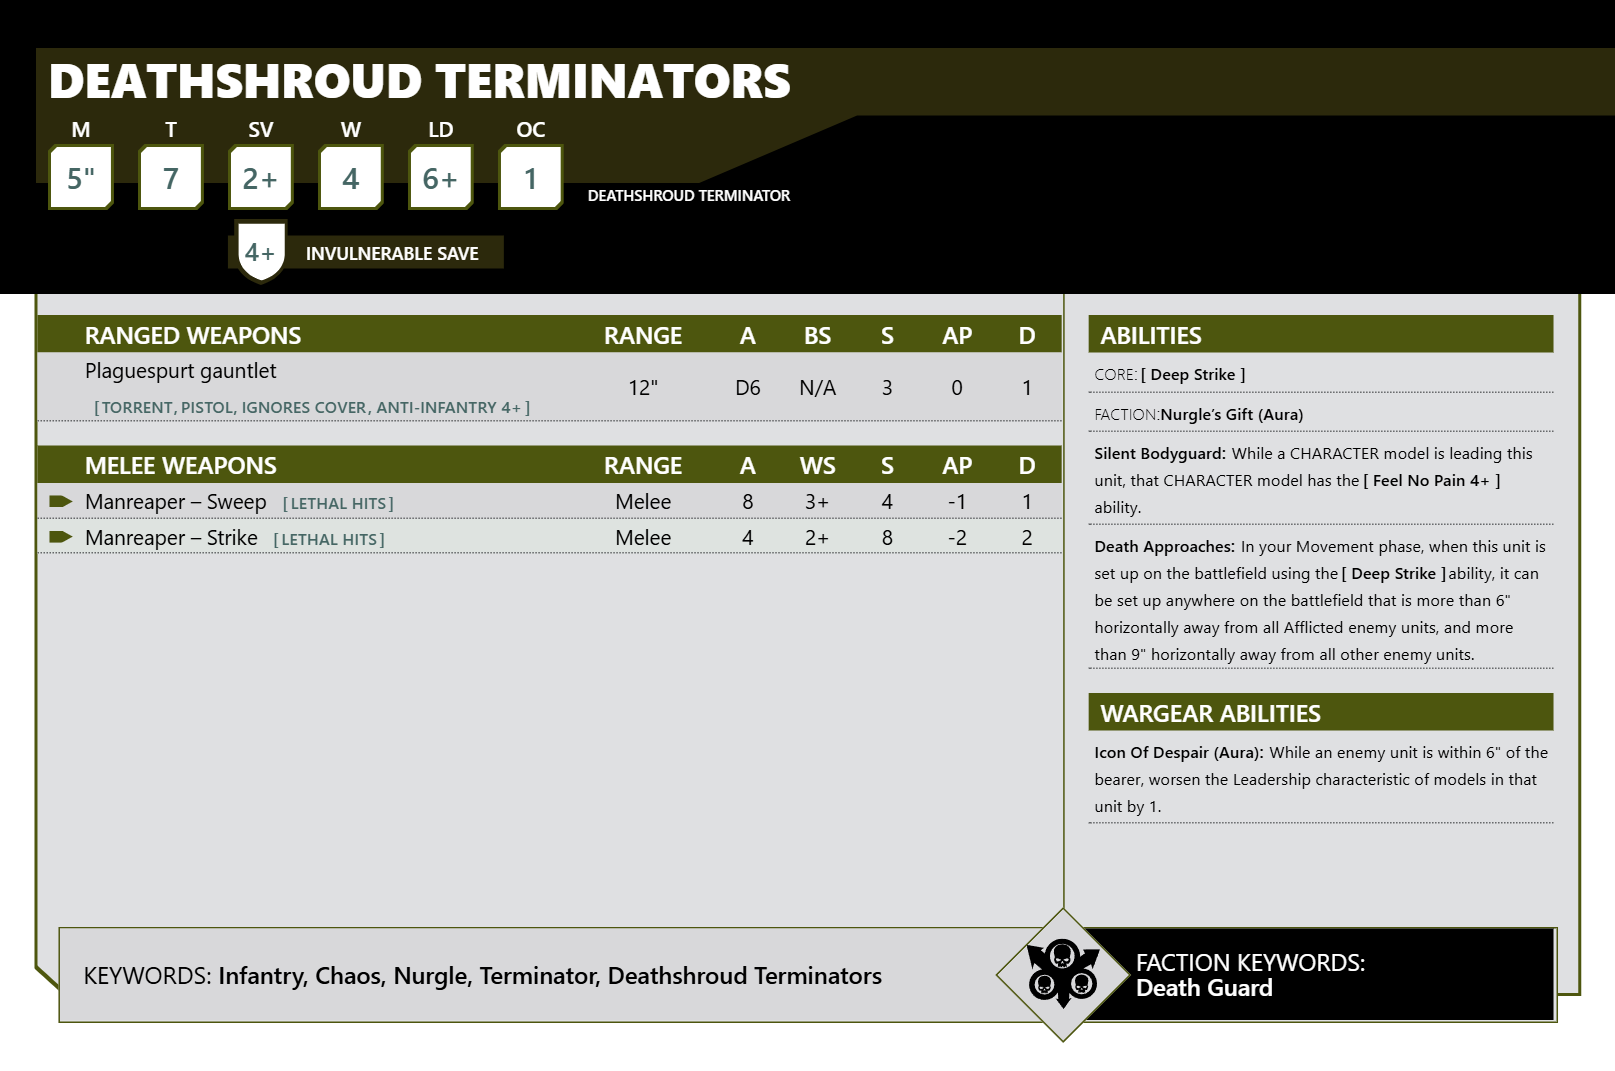 DEATHSHROUD TERMINATORS
M T SV W LD OC
5" 7 2+ 4 6+ 1
DEATHSHROUD TERMINATOR
4+ INVULNERABLE SAVE
RANGED WEAPONS RANGE A BS S AP D
Plaguespurt gauntlet
12" D6 N/A 3 0 1
[TORRENT, PISTOL, IGNORES COVER, ANTI-INFANTRY 4+]
MELEE WEAPONS RANGE A WS S AP D
Manreaper – Sweep [LETHAL HITS] Melee 8 3+ 4 -1 1
Manreaper – Strike [LETHAL HITS] Melee 4 2+ 8 -2 2
ABILITIES
CORE: [ Deep Strike ]
FACTION:Nurgle’s Gift (Aura)
Silent Bodyguard: While a CHARACTER model is leading this
unit, that CHARACTER model has the [ Feel No Pain 4+ ]
ability.
Death Approaches: In your Movement phase, when this unit is
set up on the battlefield using the [ Deep Strike ] ability, it can
be set up anywhere on the battlefield that is more than 6"
horizontally away from all Afflicted enemy units, and more
than 9" horizontally away from all other enemy units.
WARGEAR ABILITIES
Icon Of Despair (Aura): While an enemy unit is within 6" of the
bearer, worsen the Leadership characteristic of models in that
unit by 1.
KEYWORDS: Infantry, Chaos, Nurgle, Terminator, Deathshroud Terminators
FACTION KEYWORDS:
Death Guard